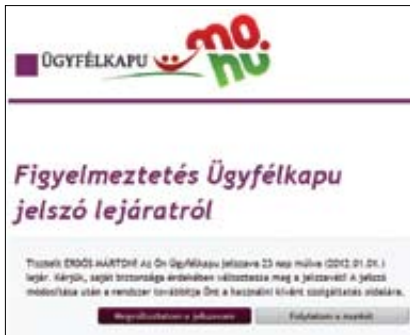 ÜGYFÉLKAPU mo.hu
Figyelmeztetés Ügyfélkapu
jelszó lejáratról
Tisztelt ERDŐS MÁRTON! Az Ön Ügyfélkapu jelszava 23 nap múlva (2012.01.01.)
lejár. Kérjük, saját biztonsága érdekében változtassa meg a jelszavát! A jelszó
módosítása után a rendszer továbbítja Önt a használni kívánt szolgáltatás oldalára.
Megváltoztatom a jelszavam Folytatom a munkát